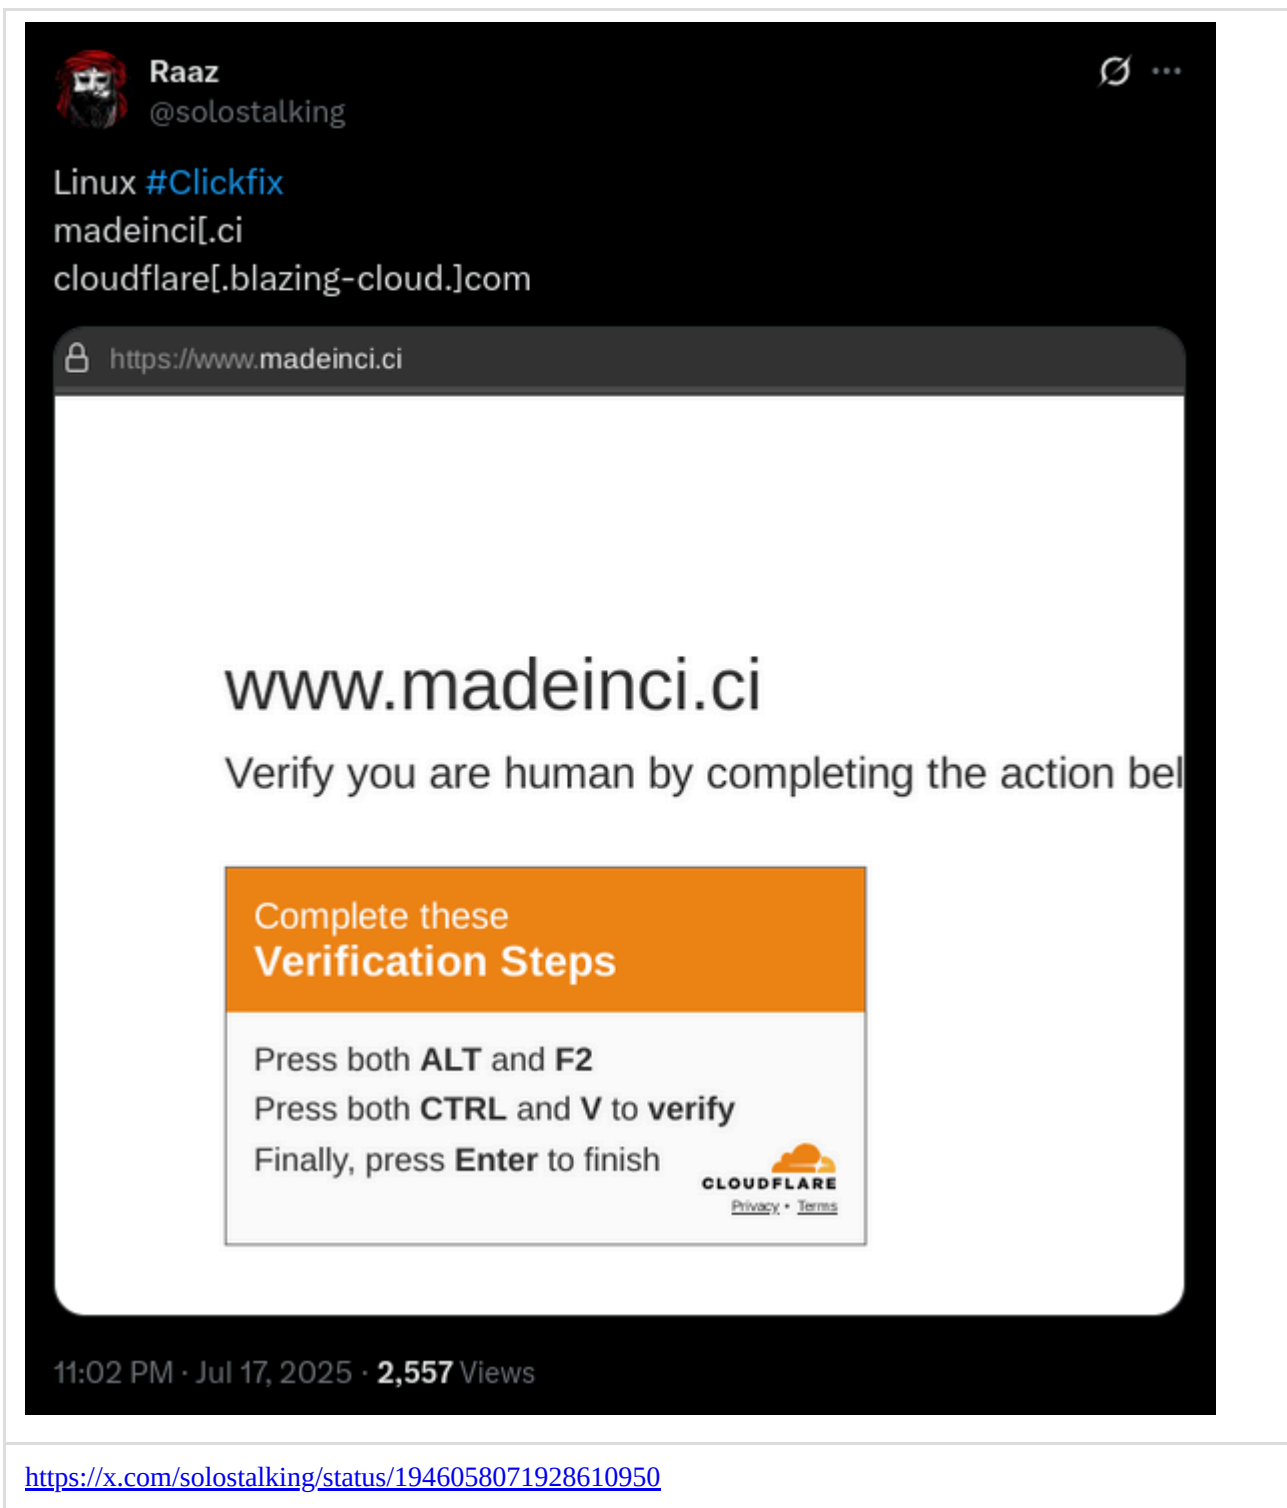 Raaz
@solostalking
Linux #Clickfix
madeinci[.ci
cloudflare[.blazing-cloud.]com
https://www.madeinci.ci
www.madeinci.ci
Verify you are human by completing the action bel
Complete these
Verification Steps
Press both ALT and F2
Press both CTRL and V to verify
Finally, press Enter to finish
CLOUDFLARE
Privacy • Terms
11:02 PM · Jul 17, 2025 · 2,557 Views
https://x.com/solostalking/status/1946058071928610950